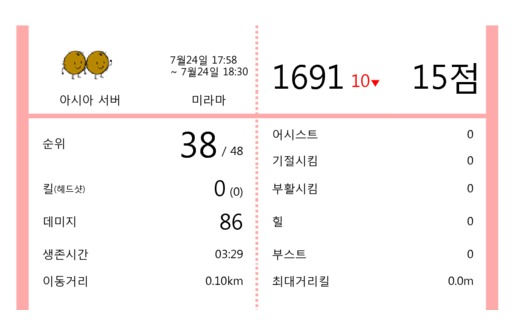 7월24일 17:58
~ 7월24일 18:30
아시아 서버
미라마
1691 10▼
15점
순위 38 / 48
킬(헤드샷) 0 (0)
데미지 86
생존시간 03:29
이동거리 0.10km
어시스트 0
기절시킴 0
부활시킴 0
힐 0
부스트 0
최대거리킬 0.0m